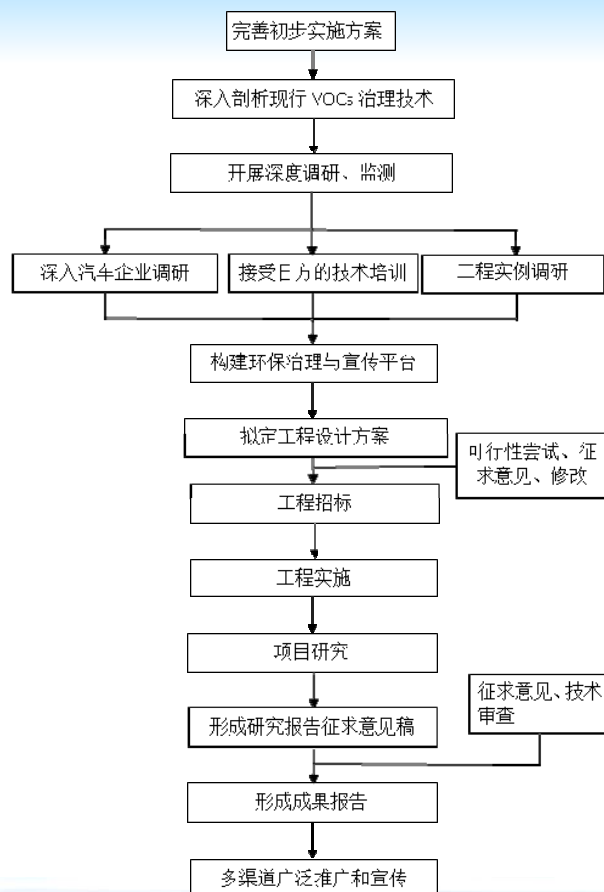 完善初步实施方案
深入剖析现行 VOCs 治理技术
开展深度调研、监测
深入汽车企业调研
接受日方的技术培训
工程实例调研
构建环保治理与宣传平台
拟定工程设计方案
可行性尝试、征
求意见、修改
工程招标
工程实施
项目研究
征求意见、技术
审查
形成研究报告征求意见稿
形成成果报告
多渠道广泛推广和宣传